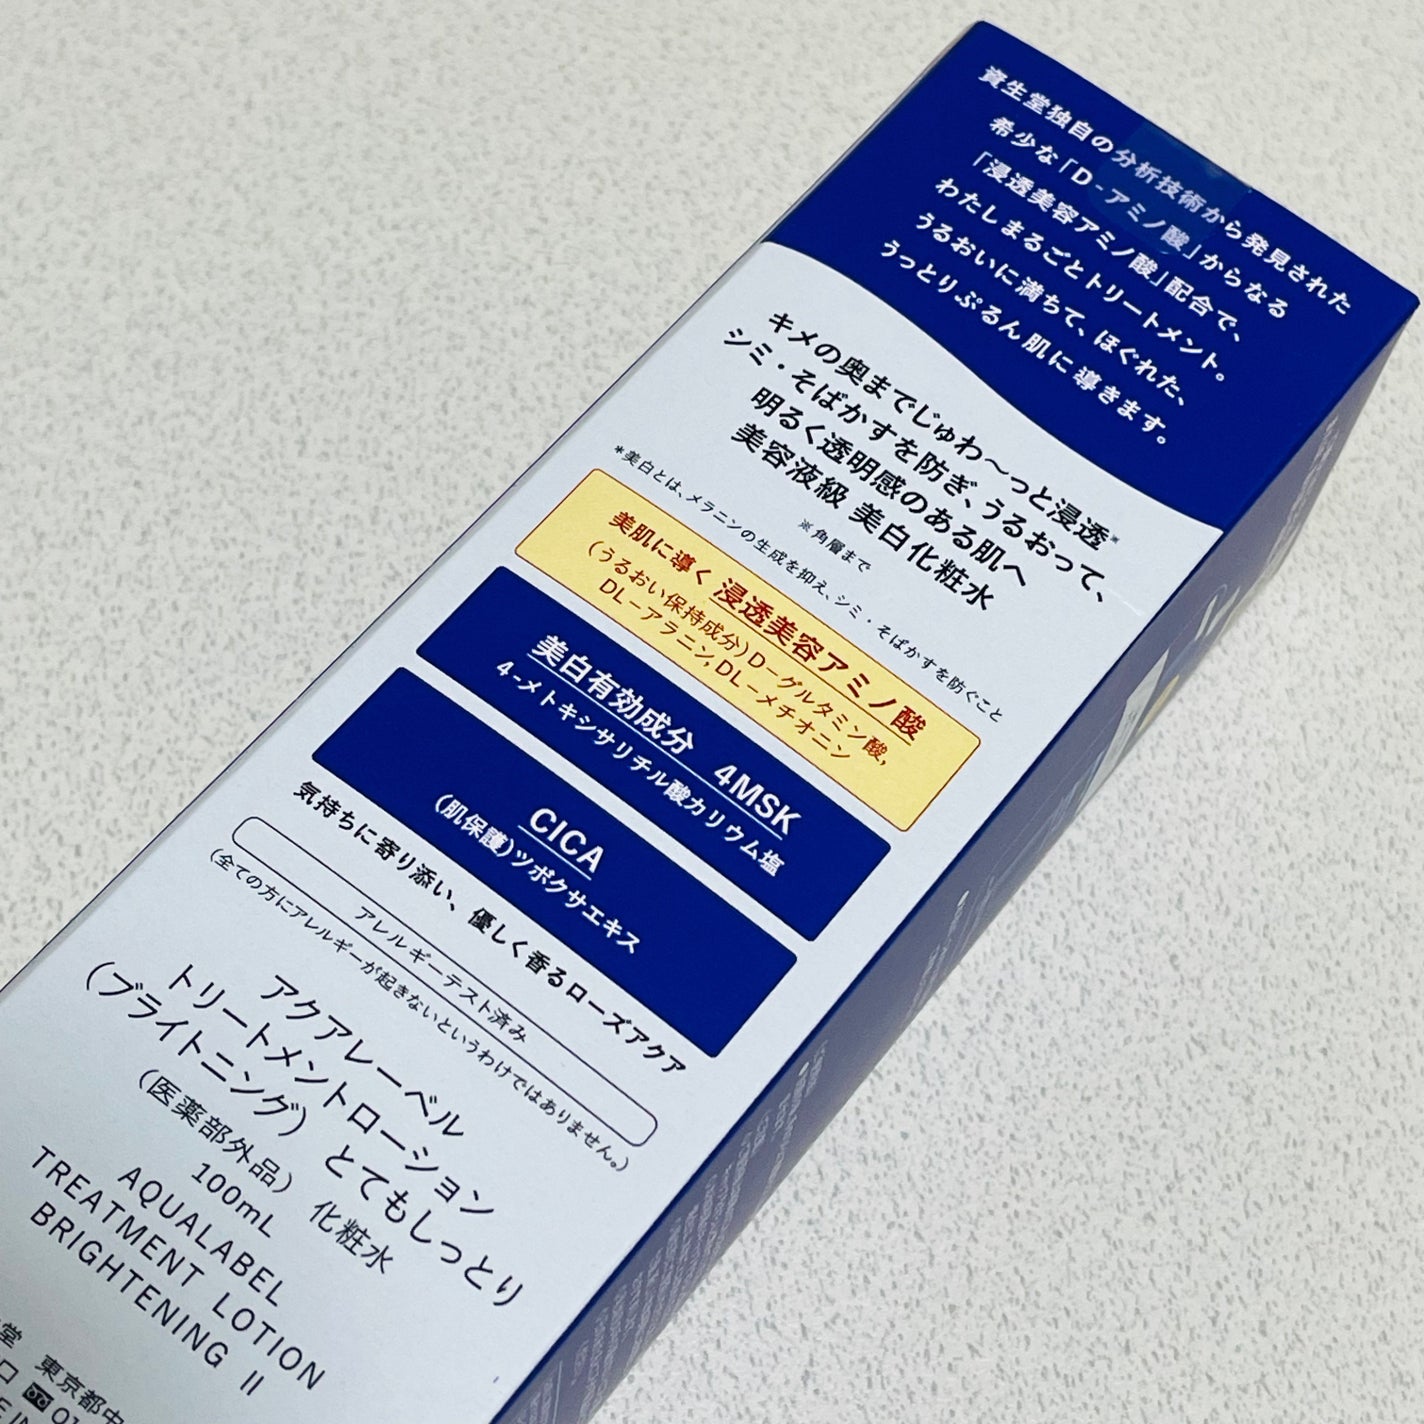 資生堂独自の分析技術から発見された
希少な「D-アミノ酸」からなる
「浸透美容アミノ酸」配合で、
わたしまるごとトリートメント。
うるおいに満ちて、ほぐれた、
うっとりぷるん肌に導きます。
キメの奥までじゅわ〜っと浸透※
シミ・そばかすを防ぎ、うるおって、
明るく透明感のある肌へ
美容液級 美白化粧水
※角層まで
*美白とは、メラニンの生成を抑え、シミ・そばかすを防ぐこと
美肌に導く 浸透美容アミノ酸
(うるおい保持成分)D-グルタミン酸,
DL-アラニン,DL-メチオニン
美白有効成分 4MSK
4-メトキシサリチル酸カリウム塩
CICA
(肌保護)ツボクサエキス
気持ちに寄り添い、優しく香るローズアクア
アレルギーテスト済み
(全ての方にアレルギーが起きないというわけではありません。)
アクアレーベル
トリートメントローション
(ブライトニング) とてもしっとり
(医薬部外品) 化粧水
100mL
AQUALABEL
TREATMENT LOTION
BRIGHTENING II
堂 東京都中
口